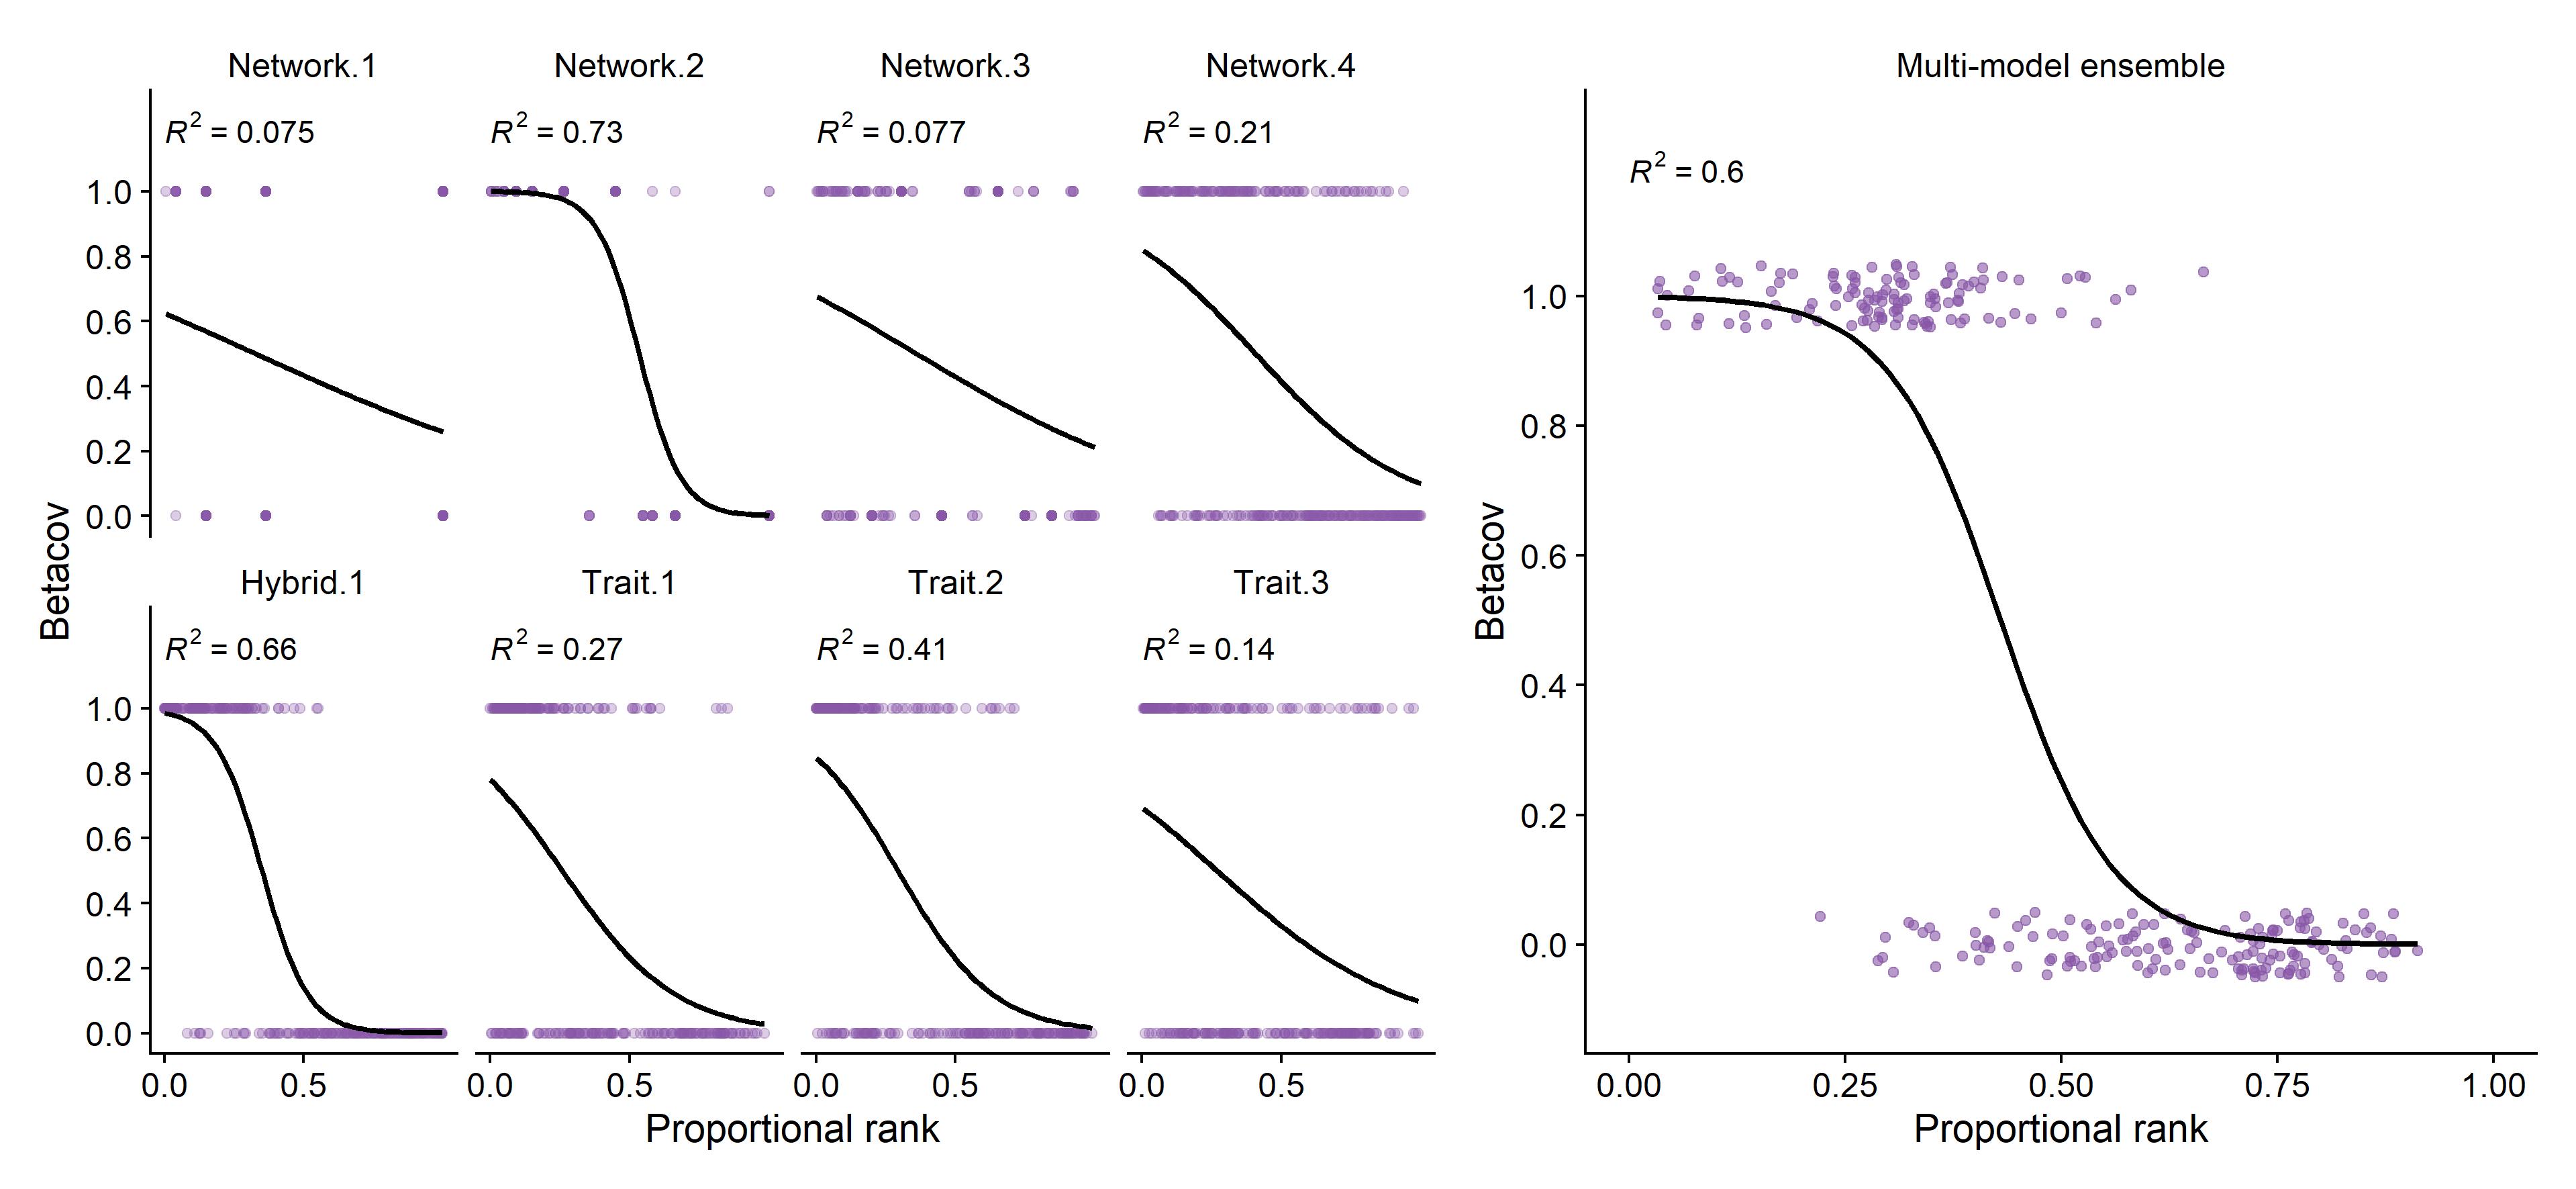 Network.1 Network.2 Network.3 Network.4
R² = 0.075 R² = 0.73 R² = 0.077 R² = 0.21
1.0
0.8
0.6
0.4
0.2
0.0
Betacov
Hybrid.1 Trait.1 Trait.2 Trait.3
R² = 0.66 R² = 0.27 R² = 0.41 R² = 0.14
1.0
0.8
0.6
0.4
0.2
0.0
0.0 0.5 0.0 0.5 0.0 0.5 0.0 0.5
Proportional rank
Multi-model ensemble
R² = 0.6
1.0
0.8
0.6
0.4
0.2
0.0
Betacov
0.00 0.25 0.50 0.75 1.00
Proportional rank